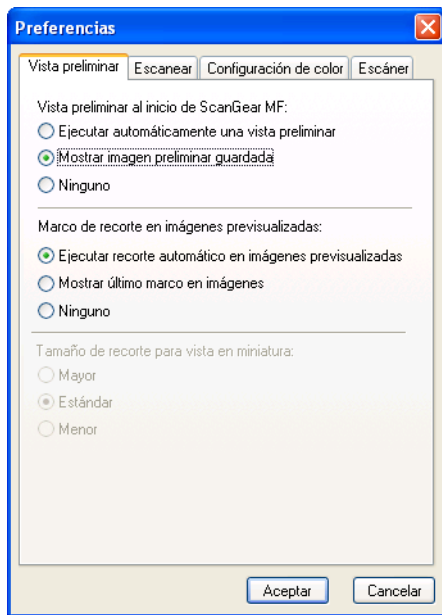 Preferencias
Vista preliminar Escanear Configuración de color Escáner
Vista preliminar al inicio de ScanGear MF:
Ejecutar automáticamente una vista preliminar
Mostrar imagen preliminar guardada
Ninguno
Marco de recorte en imágenes previsualizadas:
Ejecutar recorte automático en imágenes previsualizadas
Mostrar último marco en imágenes
Ninguno
Tamaño de recorte para vista en miniatura:
Mayor
Estándar
Menor
Aceptar Cancelar